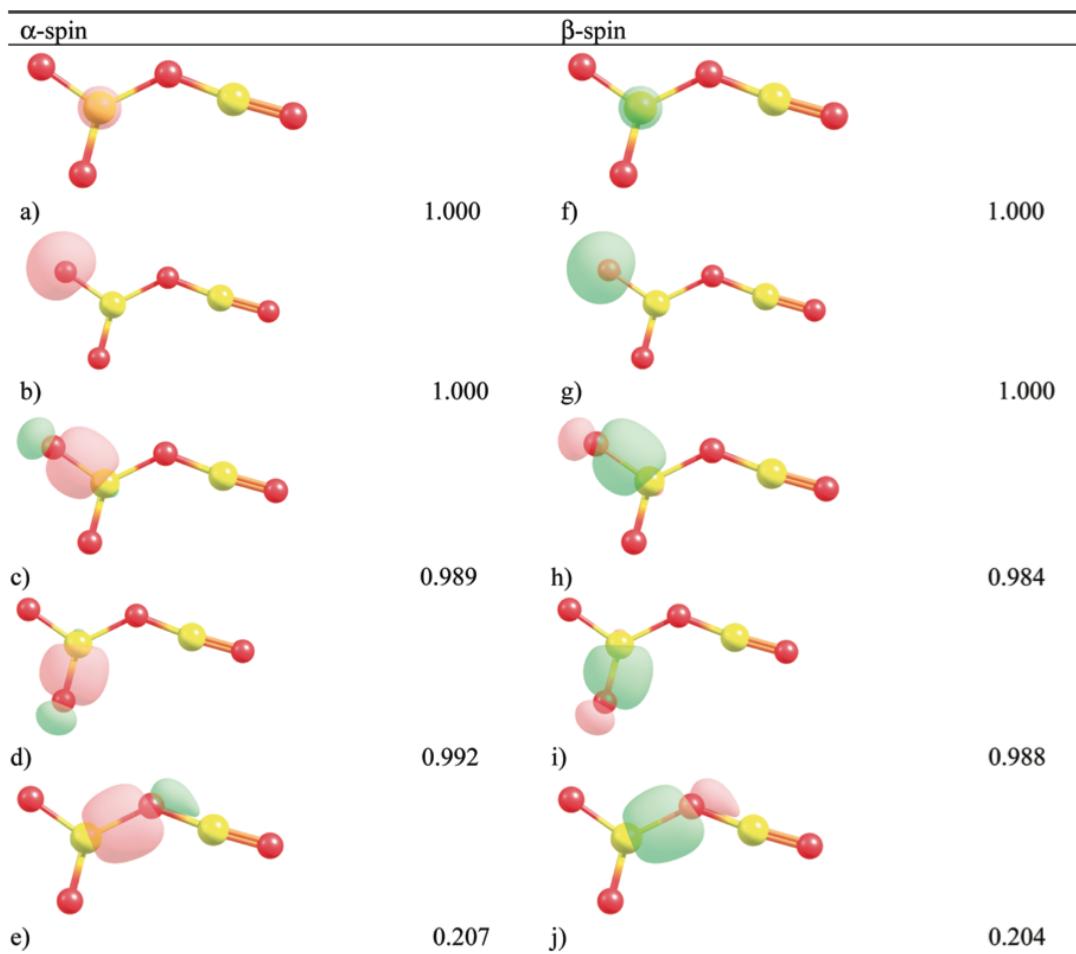 α-spin β-spin
a) 1.000 f) 1.000
b) 1.000 g) 1.000
c) 0.989 h) 0.984
d) 0.992 i) 0.988
e) 0.207 j) 0.204